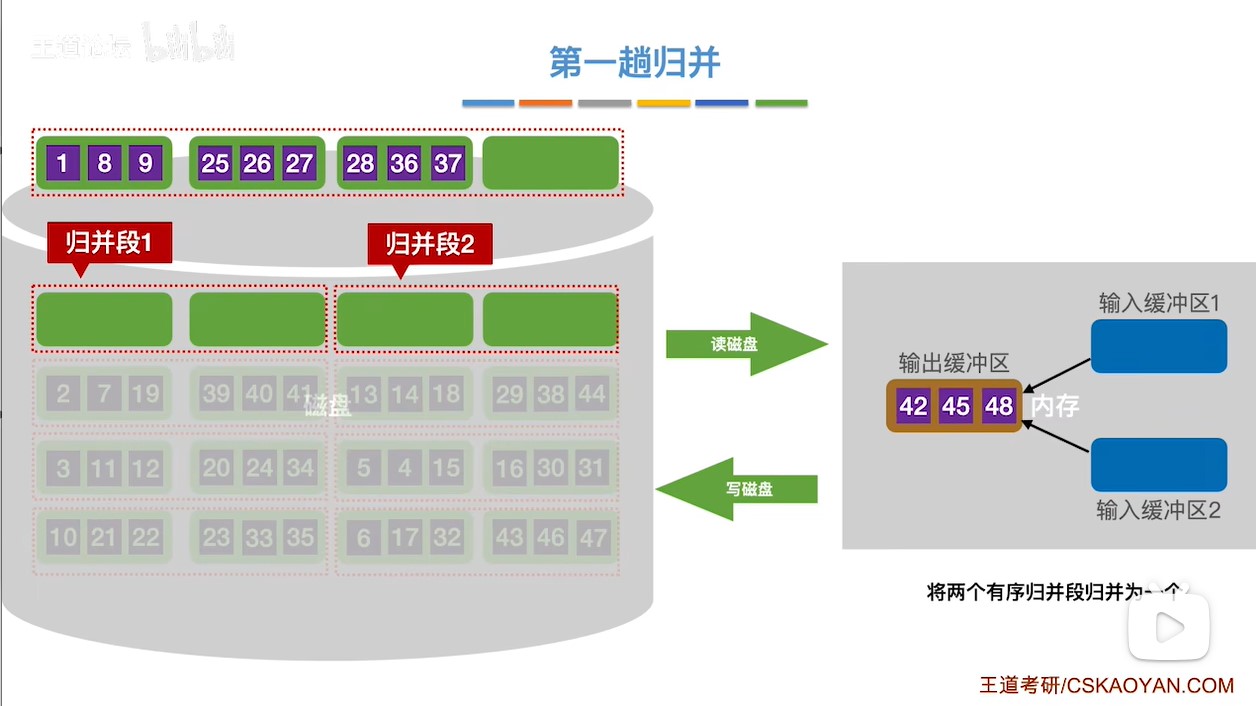 王道论坛 bilibili
第一趟归并
1 8 9 25 26 27 28 36 37
归并段1 归并段2
2 7 19 39 40 41 13 14 18 29 38 44
磁盘
3 11 12 20 24 34 5 4 15 16 30 31
10 21 22 23 33 35 6 17 32 43 46 47
读磁盘
写磁盘
输入缓冲区1
输出缓冲区
42 45 48 内存
输入缓冲区2
将两个有序归并段归并为一个
王道考研/CSKAOYAN.COM